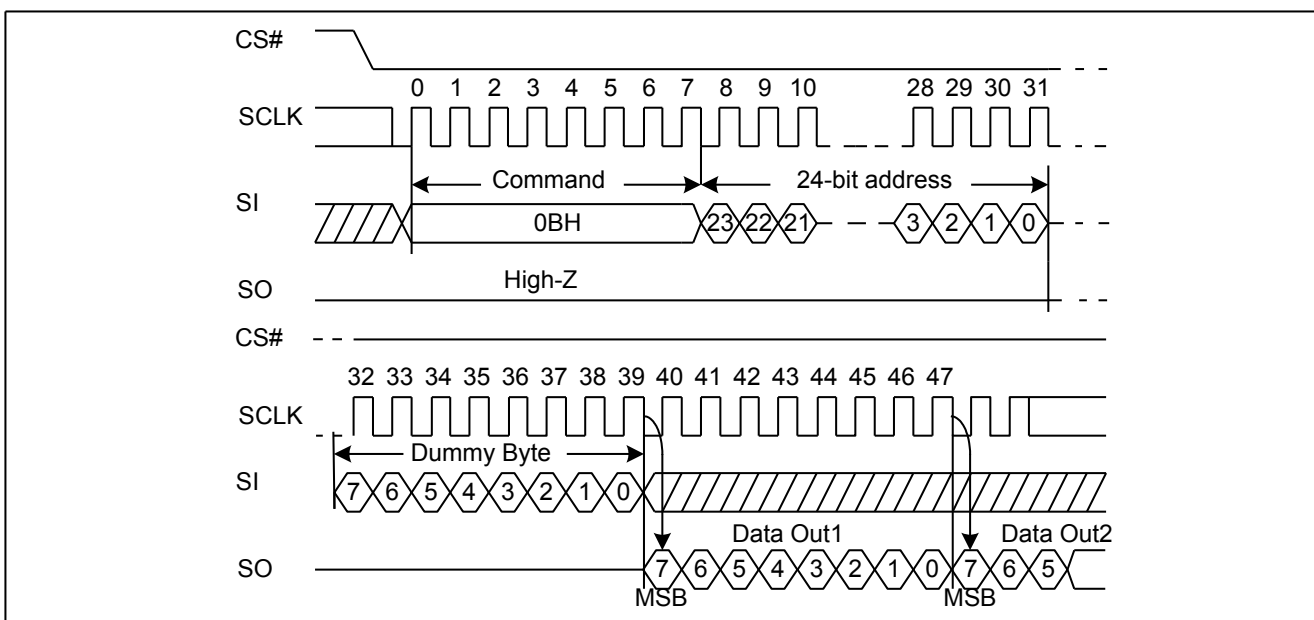 CS#
0 1 2 3 4 5 6 7 8 9 10 28 29 30 31
SCLK
Command 24-bit address
SI
0BH 23 22 21 3 2 1 0
High-Z
SO
CS#
32 33 34 35 36 37 38 39 40 41 42 43 44 45 46 47
SCLK
Dummy Byte
SI
7 6 5 4 3 2 1 0
Data Out1 Data Out2
SO
7 6 5 4 3 2 1 0 7 6 5
MSB MSB